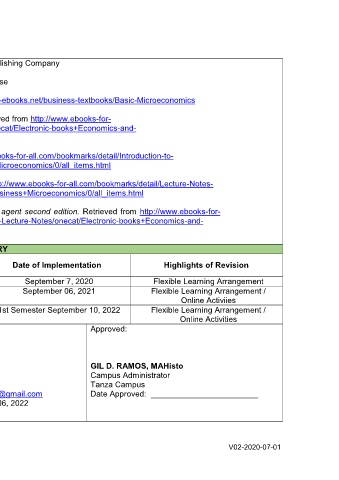 lishing Company
se
-ebooks.net/business-textbooks/Basic-Microeconomics
ed from http://www.ebooks-for-
ecat/Electronic-books+Economics-and-
oks-for-all.com/bookmarks/detail/Introduction-to-
icroeconomics/0/all_items.html
p://www.ebooks-for-all.com/bookmarks/detail/Lecture-Notes-
siness+Microeconomics/0/all_items.html
agent second edition. Retrieved from http://www.ebooks-for-
-Lecture-Notes/onecat/Electronic-books+Economics-and-
RY
Date of Implementation Highlights of Revision
September 7, 2020 Flexible Learning Arrangement
September 06, 2021 Flexible Learning Arrangement /
Online Activiies
1st Semester September 10, 2022 Flexible Learning Arrangement /
Online Activities
Approved:
GIL D. RAMOS, MAHisto
Campus Administrator
Tanza Campus
@gmail.com Date Approved:
06, 2022
V02-2020-07-01